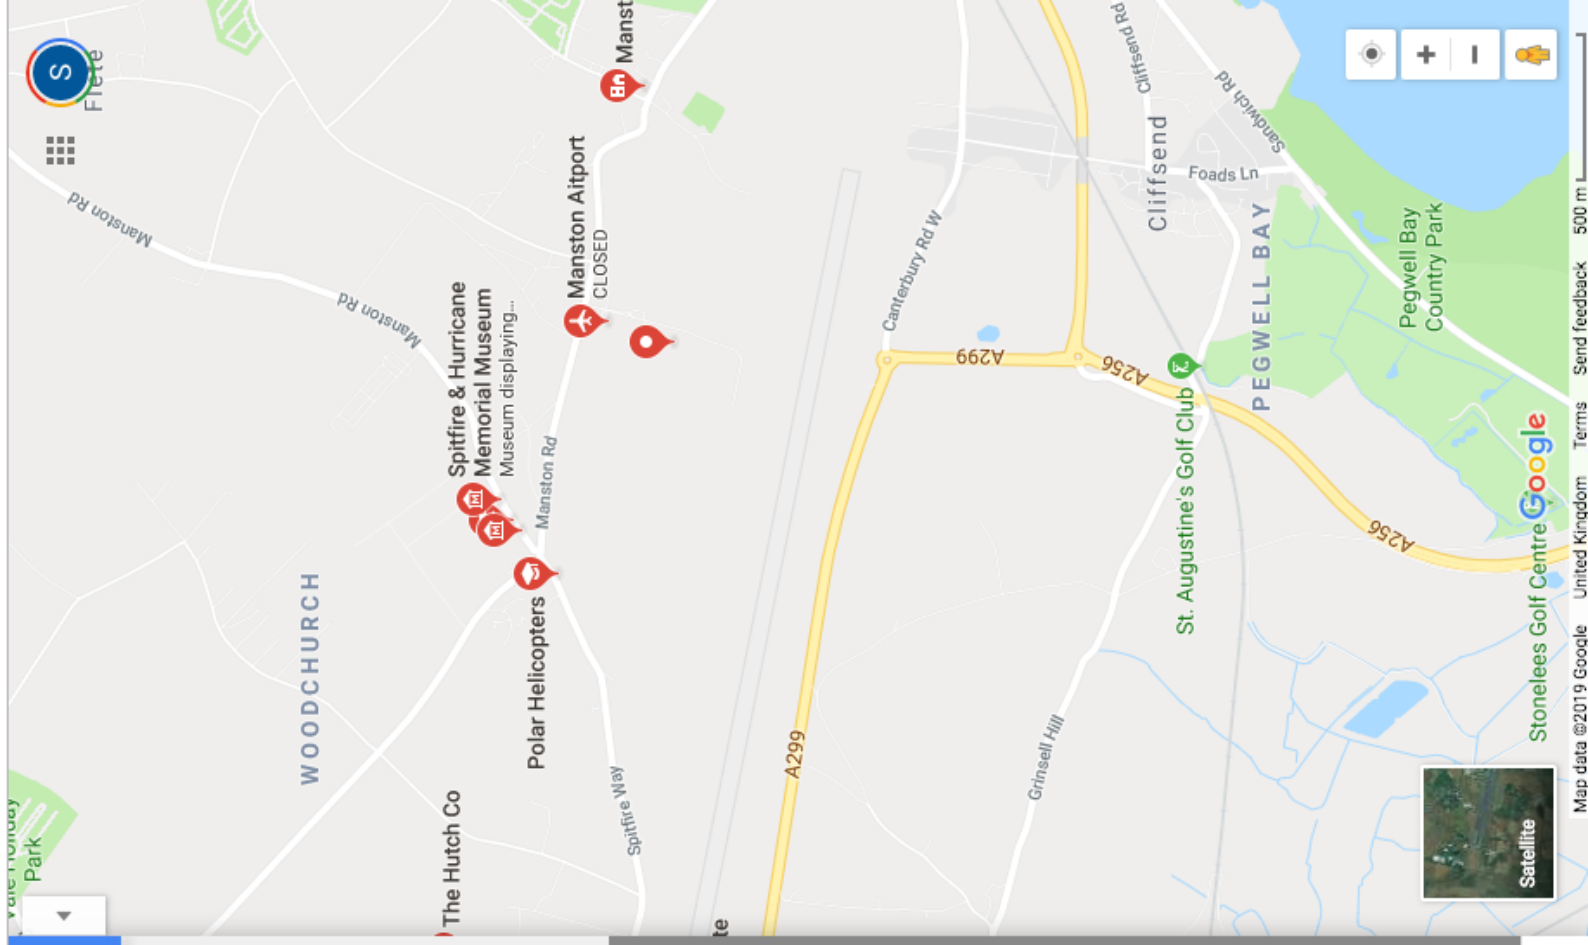 S
Flete
Manston Rd
Manston Rd
Spitfire & Hurricane
Memorial Museum
Museum displaying...
Manston Aitport
CLOSED
Manst
Manston Rd
WOODCHURCH
Polar Helicopters
Spitfire Way
The Hutch Co
Park
te
A299
Canterbury Rd W
A299
A256
A256
Cliffsend Rd
Cliffsend
Foads Ln
Sandwich Rd
PEGWELL BAY
Pegwell Bay
Country Park
St. Augustine's Golf Club
Grinsell Hill
Stonelees Golf Centre
Google
Satellite
Map data ©2019 Google United Kingdom Terms Send feedback 500 m